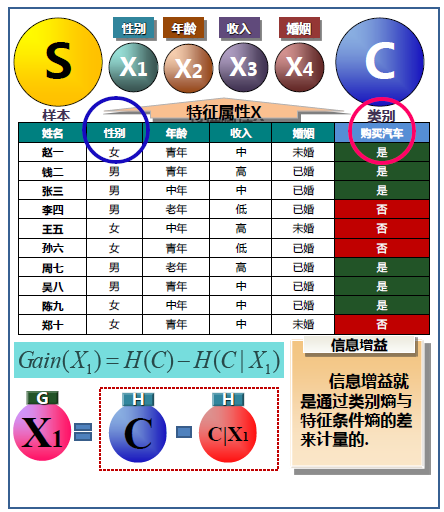 性别 年龄 收入 婚姻
S X1 X2 X3 X4 C
样本 特征属性X 类别
姓名 性别 年龄 收入 婚姻 购买汽车
赵一 女 青年 中 未婚 是
钱二 男 青年 高 已婚 是
张三 男 中年 中 已婚 是
李四 男 老年 低 已婚 否
王五 女 中年 高 未婚 否
孙六 女 青年 低 已婚 否
周七 男 老年 高 已婚 是
吴八 男 中年 中 已婚 是
陈九 女 中年 中 已婚 是
郑十 女 中年 中 未婚 否
Gain(X1) = H(C) − H(C | X1)
信息增益
信息增益就
是通过类别熵与
特征条件熵的差
来计量的.
G H H
X1 = C - C|X1